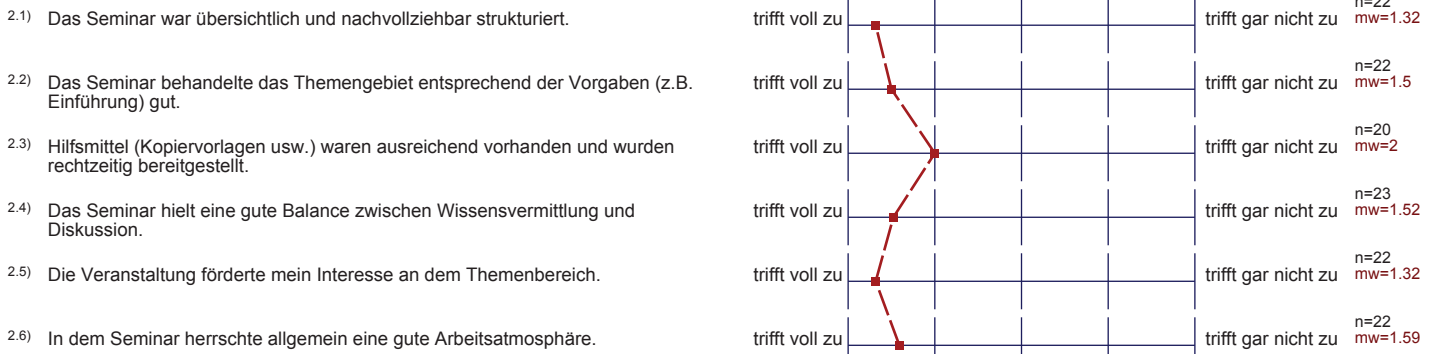 2.1) Das Seminar war übersichtlich und nachvollziehbar strukturiert. trifft voll zu trifft gar nicht zu n=22 mw=1.32
2.2) Das Seminar behandelte das Themengebiet entsprechend der Vorgaben (z.B. Einführung) gut. trifft voll zu trifft gar nicht zu n=22 mw=1.5
2.3) Hilfsmittel (Kopiervorlagen usw.) waren ausreichend vorhanden und wurden rechtzeitig bereitgestellt. trifft voll zu trifft gar nicht zu n=20 mw=2
2.4) Das Seminar hielt eine gute Balance zwischen Wissensvermittlung und Diskussion. trifft voll zu trifft gar nicht zu n=23 mw=1.52
2.5) Die Veranstaltung förderte mein Interesse an dem Themenbereich. trifft voll zu trifft gar nicht zu n=22 mw=1.32
2.6) In dem Seminar herrschte allgemein eine gute Arbeitsatmosphäre. trifft voll zu trifft gar nicht zu n=22 mw=1.59